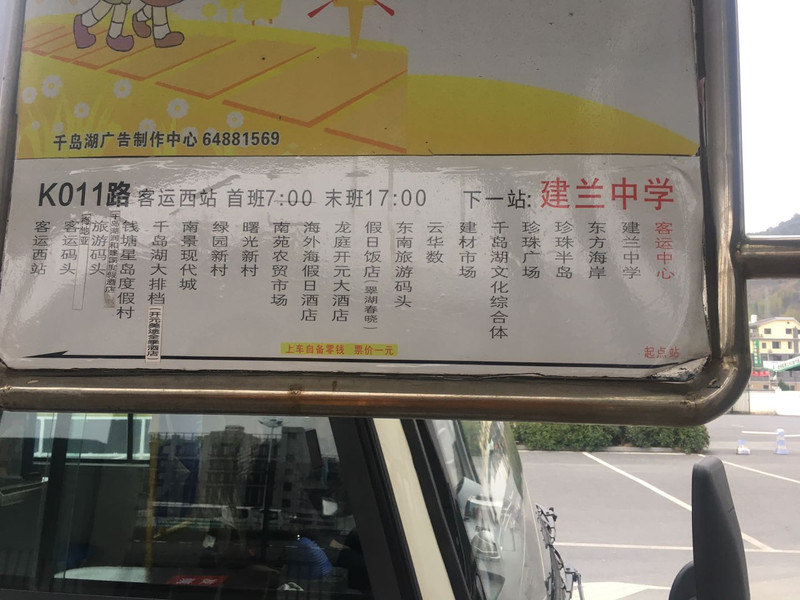 千岛湖广告制作中心 64881569
K011路 客运西站 首班7:00 末班17:00 下一站: 建兰中学
客运西站
客运码头
旅游码头
钱塘星岛度假村
千岛湖大排档(开元美途全季酒店)
南景现代城
绿园新村
曙光新村
南苑农贸市场
海外海假日酒店
龙庭开元大酒店
假日饭店(翠湖春晓)
东南旅游码头
云华数
建材市场
千岛湖文化综合体
珍珠广场
珍珠半岛
东方海岸
建兰中学
客运中心
上车自备零钱 票价一元
起点站